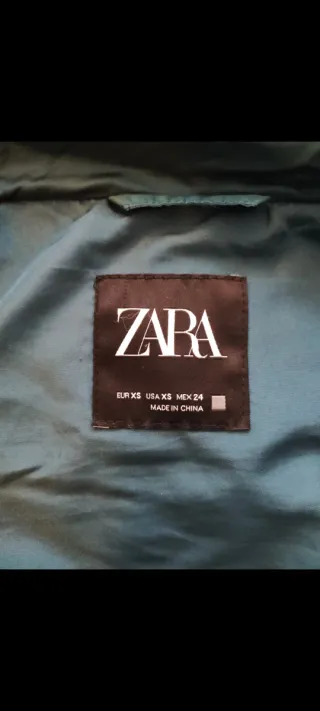 ZARA
EUR XS USA XS MEX 24
MADE IN CHINA